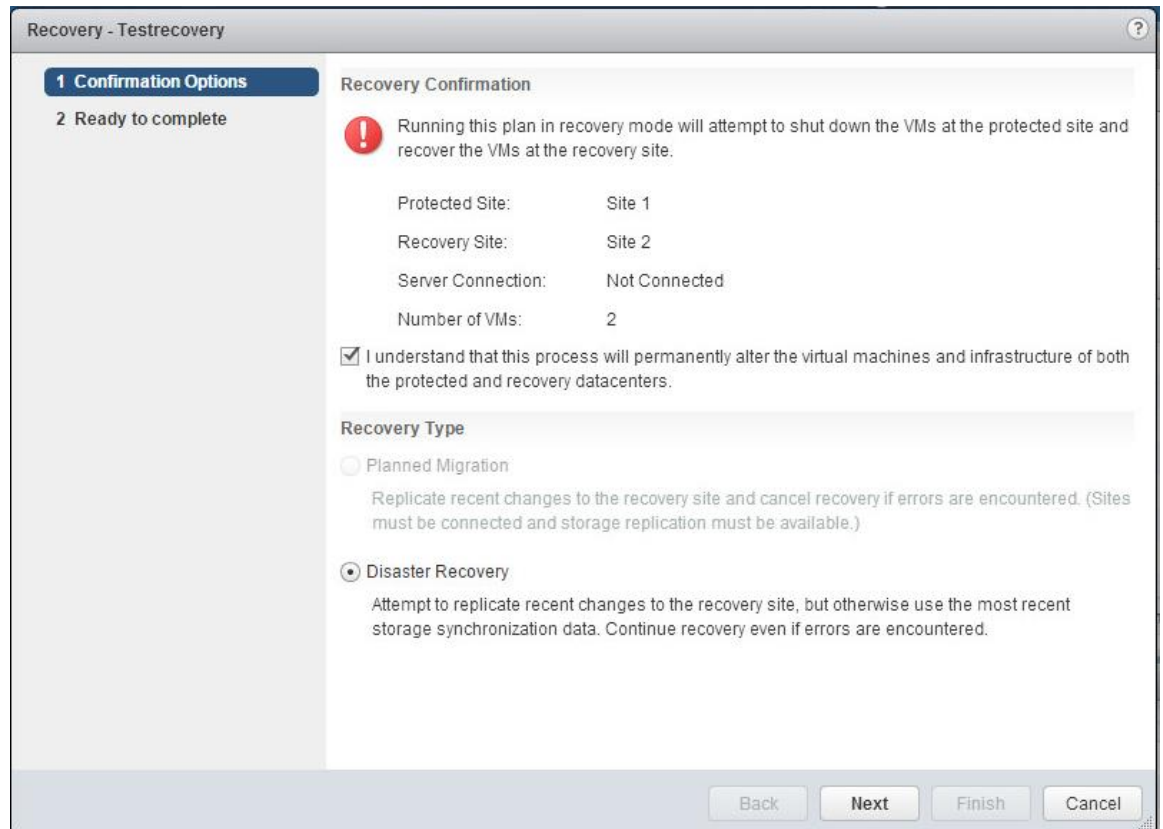 Recovery - Testrecovery
?
1 Confirmation Options
2 Ready to complete
Recovery Confirmation
Running this plan in recovery mode will attempt to shut down the VMs at the protected site and
recover the VMs at the recovery site.
Protected Site: Site 1
Recovery Site: Site 2
Server Connection: Not Connected
Number of VMs: 2
I understand that this process will permanently alter the virtual machines and infrastructure of both
the protected and recovery datacenters.
Recovery Type
Planned Migration
Replicate recent changes to the recovery site and cancel recovery if errors are encountered. (Sites
must be connected and storage replication must be available.)
Disaster Recovery
Attempt to replicate recent changes to the recovery site, but otherwise use the most recent
storage synchronization data. Continue recovery even if errors are encountered.
Back Next Finish Cancel